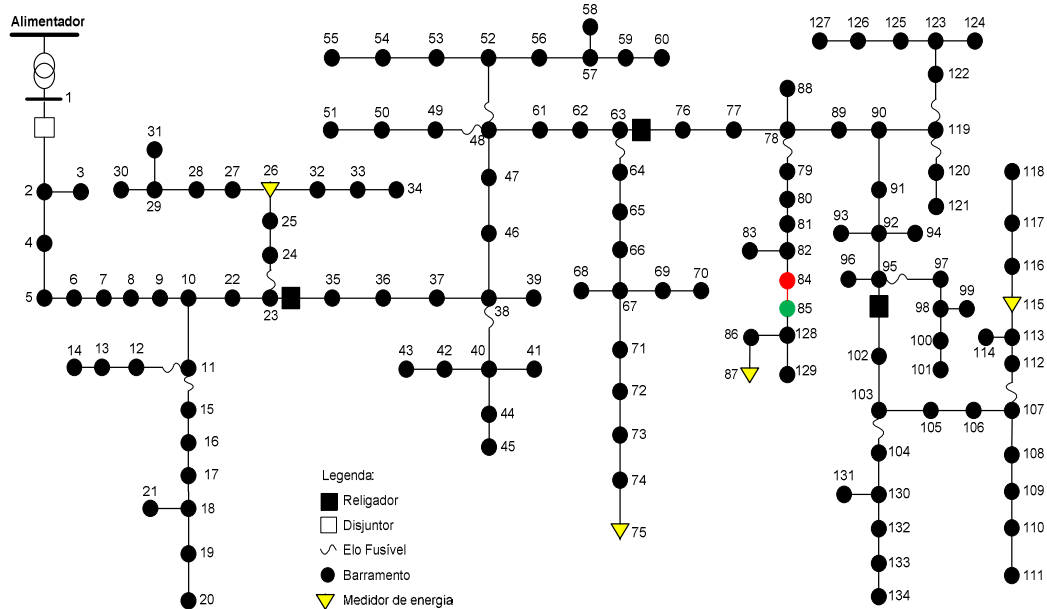 Alimentador
58
127 126 125 123 124
55 54 53 52 56 59 60
57
122
1
88
51 50 49 61 62 63 76 77 89 90
48 78 119
31
3 30 28 27 26 32 33 34 64 79 120 118
2 29 47
91
80
25 65 81 121 117
93
4 46 83 82 92 94
24 66
96 97 116
68 69 70 84 95
6 7 8 9 10 22 35 36 37 39
5 23 38 67 85 98 99 115
86 128 113
100 114
14 13 12 11 43 42 40 41 71 102 112
87 129 101
103
15 72 105 106 107
44
16 73 104 108
45
17 Legenda: 74 131 130 109
21 18 Religador
Disjuntor 75 132 110
19 Elo Fusível
133
Barramento 111
20 Medidor de energia 134